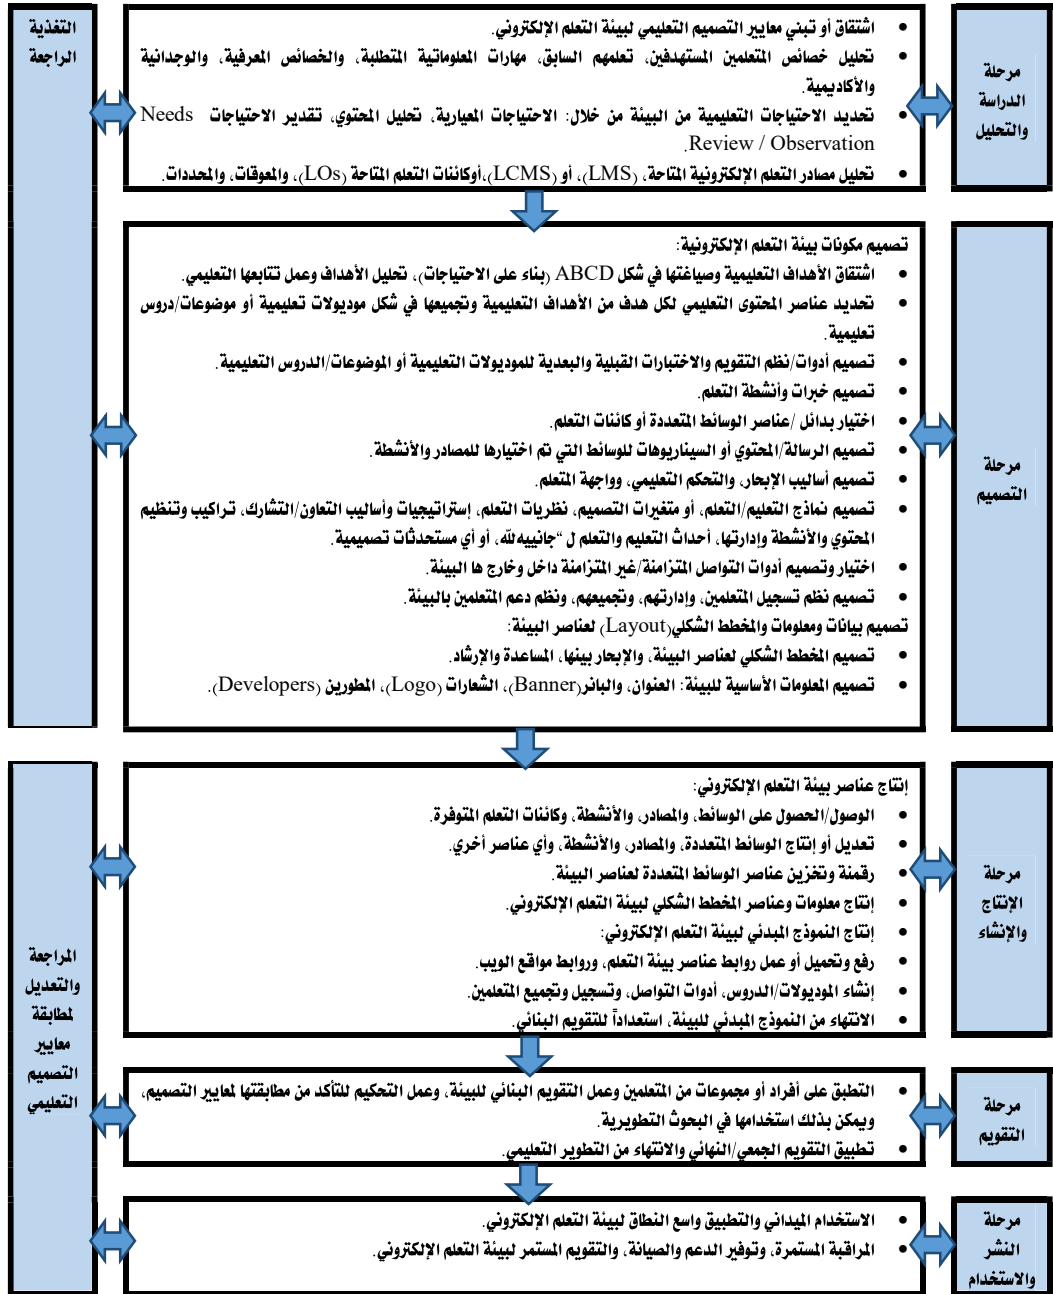 مرحلة
الدراسة
والتحليل
• اشتقاق أو تبني معايير التصميم التعليمي لبيئة التعلم الإلكتروني.
• تحليل خصائص المتعلمين المستهدفين، تعلمهم السابق، مهارات المعلوماتية المتطلبة، والخصائص المعرفية، والوجدانية
والأكاديمية.
• تحديد الاحتياجات التعليمية من البيئة من خلال: الاحتياجات المعيارية، تحليل المحتوي، تقدير الاحتياجات Needs
Review / Observation.
• تحليل مصادر التعلم الإلكترونية المتاحة، (LMS)، أو (LCMS)،أوكائنات التعلم المتاحة (LOs)، والمعوقات، والمحددات.
التغذية
الراجعة
مرحلة
التصميم
تصميم مكونات بيئة التعلم الإلكترونية:
• اشتقاق الأهداف التعليمية وصياغتها في شكل ABCD (بناء على الاحتياجات)، تحليل الأهداف وعمل تتابعها التعليمي.
• تحديد عناصر المحتوى التعليمي لكل هدف من الأهداف التعليمية وتجميعها في شكل موديولات تعليمية أو موضوعات/دروس
تعليمية.
• تصميم أدوات/نظم التقويم والاختبارات القبلية والبعدية للموديولات التعليمية أو الموضوعات/الدروس التعليمية.
• تصميم خبرات وأنشطة التعلم.
• اختيار بدائل /عناصر الوسائط المتعددة أو كائنات التعلم.
• تصميم الرسالة/المحتوي أو السيناريوهات للوسائط التي تم اختيارها للمصادر والأنشطة.
• تصميم أساليب الإبحار، والتحكم التعليمي، وواجهة المتعلم.
• تصميم نماذج التعليم/التعلم، أو متغيرات التصميم، نظريات التعلم، إستراتيجيات وأساليب التعاون/التشارك، تراكيب وتنظيم
المحتوي والأنشطة وإدارتها، أحداث التعليم والتعلم ل "جانييهلله، أو أي مستحدثات تصميمية.
• اختيار وتصميم أدوات التواصل المتزامنة/غير المتزامنة داخل وخارج ها البيئة.
• تصميم نظم تسجيل المتعلمين، وإدارتهم، وتجميعهم، ونظم دعم المتعلمين بالبيئة.
تصميم بيانات ومعلومات والمخطط الشكلي(Layout) لعناصر البيئة:
• تصميم المخطط الشكلي لعناصر البيئة، والإبحار بينها، المساعدة والإرشاد.
• تصميم المعلومات الأساسية للبيئة: العنوان، والبانر(Banner)، الشعارات (Logo)، المطورين (Developers).
مرحلة
الإنتاج
والإنشاء
إنتاج عناصر بيئة التعلم الإلكتروني:
• الوصول/الحصول على الوسائط، والمصادر، والأنشطة، وكائنات التعلم المتوفرة.
• تعديل أو إنتاج الوسائط المتعددة، والمصادر، والأنشطة، وأي عناصر أخري.
• رقمنة وتخزين عناصر الوسائط المتعددة لعناصر البيئة.
• إنتاج معلومات وعناصر المخطط الشكلي لبيئة التعلم الإلكتروني.
• إنتاج النموذج المبدئي لبيئة التعلم الإلكتروني:
• رفع وتحميل أو عمل روابط عناصر بيئة التعلم، وروابط مواقع الويب.
• إنشاء الموديولات/الدروس، أدوات التواصل، وتسجيل وتجميع المتعلمين.
• الانتهاء من النموذج المبدئي للبيئة، استعداداً للتقويم البنائي.
المراجعة
والتعديل
لمطابقة
معايير
التصميم
التعليمي
مرحلة
التقويم
• التطبق على أفراد أو مجموعات من المتعلمين وعمل التقويم البنائي للبيئة، وعمل التحكيم للتأكد من مطابقتها لمعايير التصميم،
ويمكن بذلك استخدامها في البحوث التطويرية.
• تطبيق التقويم الجمعي/النهائي والانتهاء من التطوير التعليمي.
مرحلة
النشر
والاستخدام
• الاستخدام الميداني والتطبيق واسع النطاق لبيئة التعلم الإلكتروني.
• المراقبة المستمرة، وتوفير الدعم والصيانة، والتقويم المستمر لبيئة التعلم الإلكتروني.